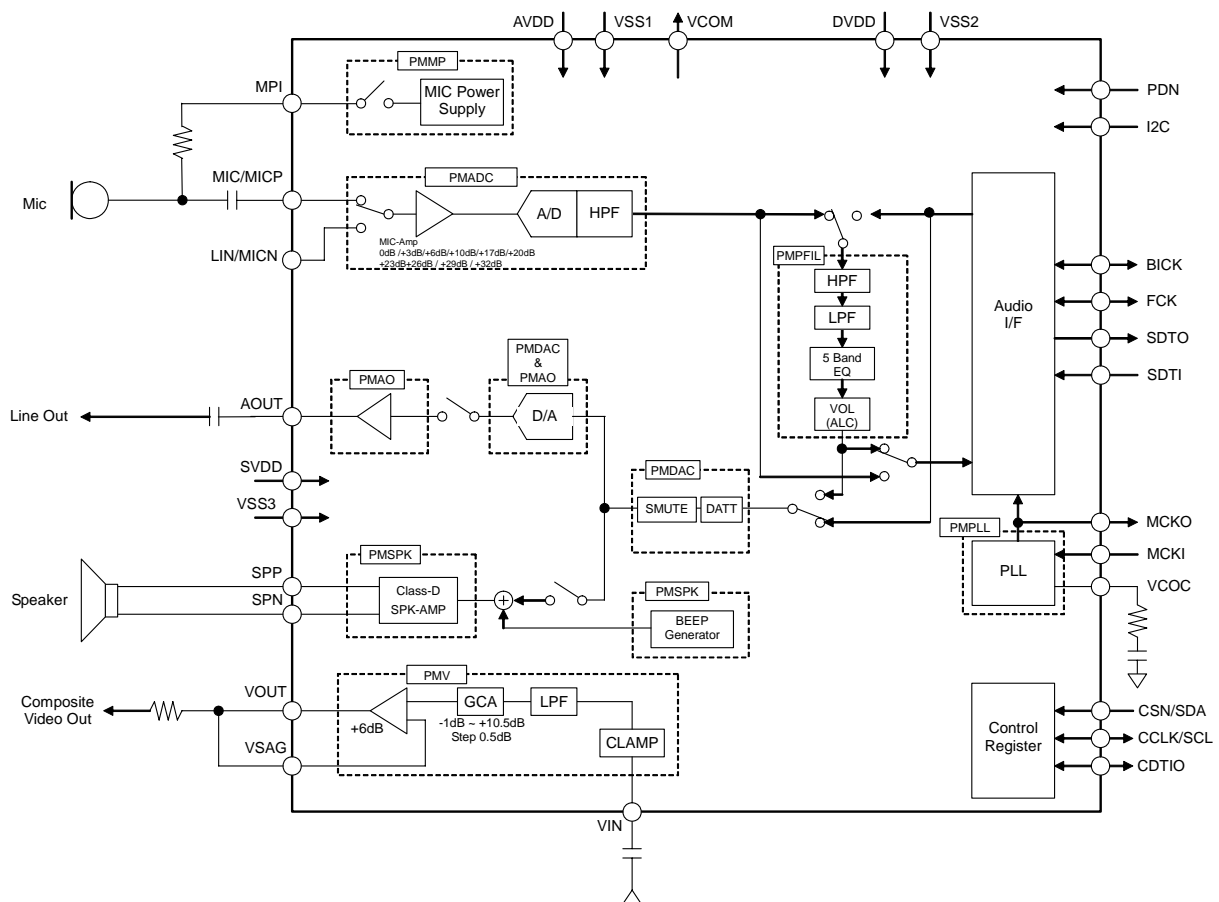 AVDD
VSS1
VCOM
DVDD
VSS2
PMMP
MPI
MIC Power
Supply
PDN
I2C
MIC/MICP
PMADC
Mic
A/D
HPF
LIN/MICN
MIC-Amp
0dB /+3dB/+6dB/+10dB/+17dB/+20dB
+23dB+26dB / +29dB / +32dB
PMPFIL
HPF
LPF
5 Band
EQ
VOL
(ALC)
Audio
I/F
BICK
FCK
SDTO
SDTI
PMDAC
&
PMAO
PMAO
AOUT
D/A
Line Out
SVDD
VSS3
PMDAC
SMUTE
DATT
MCKO
PMPLL
MCKI
PLL
VCOC
PMSPK
SPP
Speaker
SPN
Class-D
SPK-AMP
PMSPK
BEEP
Generator
PMV
VOUT
Composite
Video Out
+6dB
GCA
-1dB ~ +10.5dB
Step 0.5dB
LPF
CLAMP
VSAG
VIN
Control
Register
CSN/SDA
CCLK/SCL
CDTIO